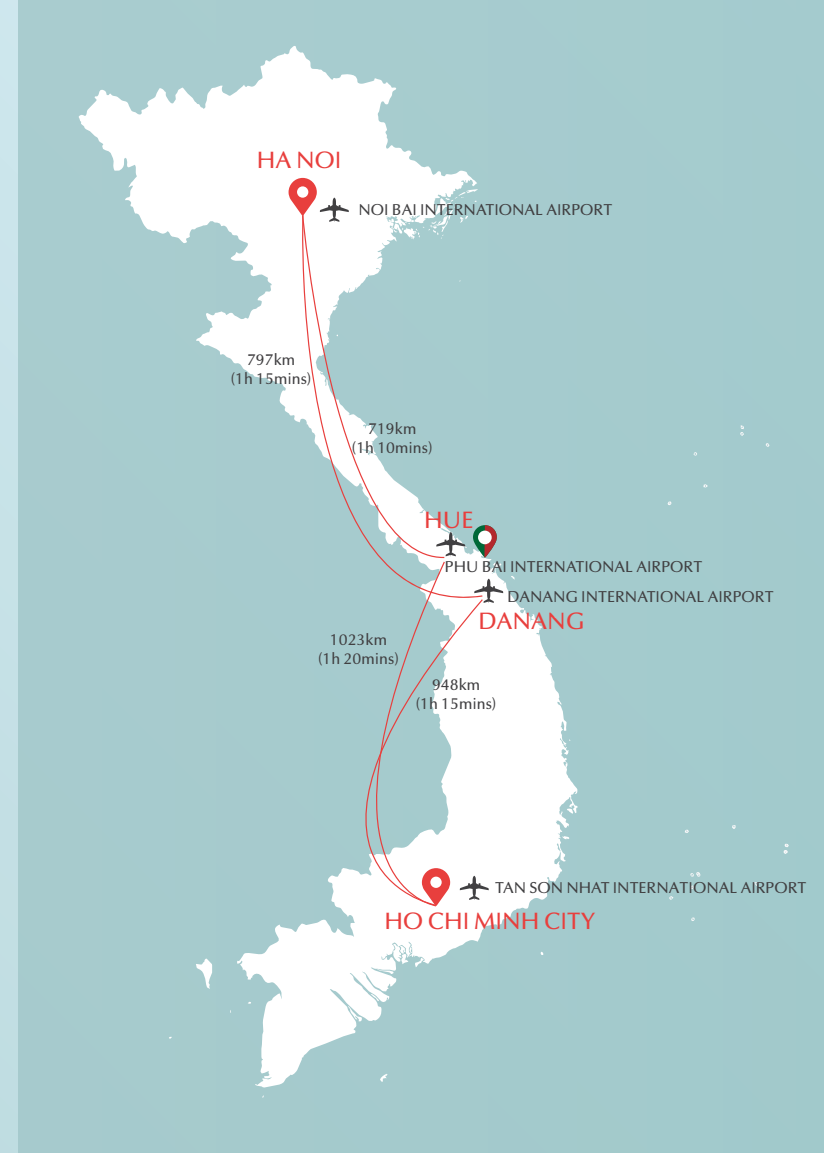 HA NOI
NOI BAI INTERNATIONAL AIRPORT
797km
(1h 15mins)
719km
(1h 10mins)
HUE
PHU BAI INTERNATIONAL AIRPORT
DANANG INTERNATIONAL AIRPORT
DANANG
1023km
(1h 20mins)
948km
(1h 15mins)
TAN SON NHAT INTERNATIONAL AIRPORT
HO CHI MINH CITY